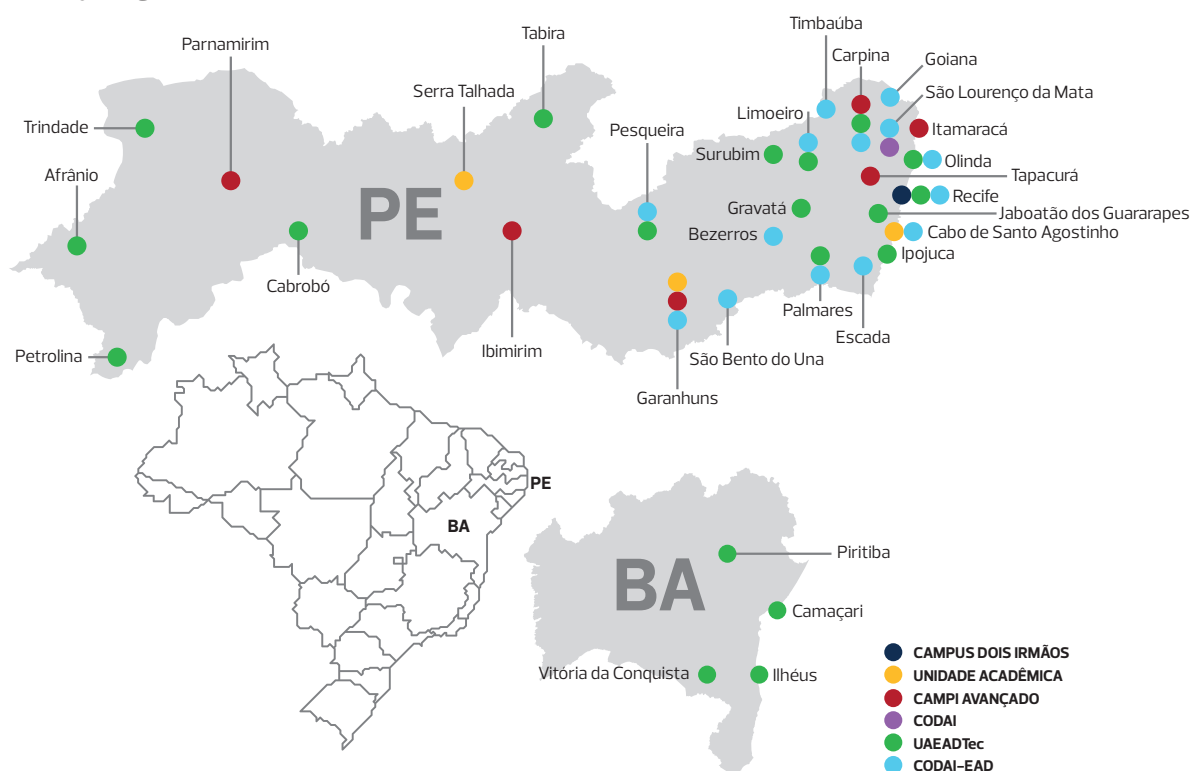 Timbaúba
Tabira
Parnamirim
Carpina
Goiana
Serra Talhada
São Lourenço da Mata
Limoeiro
Trindade
Pesqueira
Itamaracá
Surubim
Olinda
Afrânio
Tapacurá
PE
Recife
Gravatá
Jaboatão dos Guararapes
Bezerros
Cabo de Santo Agostinho
Ipojuca
Cabrobó
Palmares
Escada
Petrolina
Ibimirim
São Bento do Una
Garanhuns
PE
BA
Piritiba
BA
Camaçari
Vitória da Conquista
Ilhéus
CAMPUS DOIS IRMÃOS
UNIDADE ACADÊMICA
CAMPI AVANÇADO
CODAI
UAEADTec
CODAI-EAD